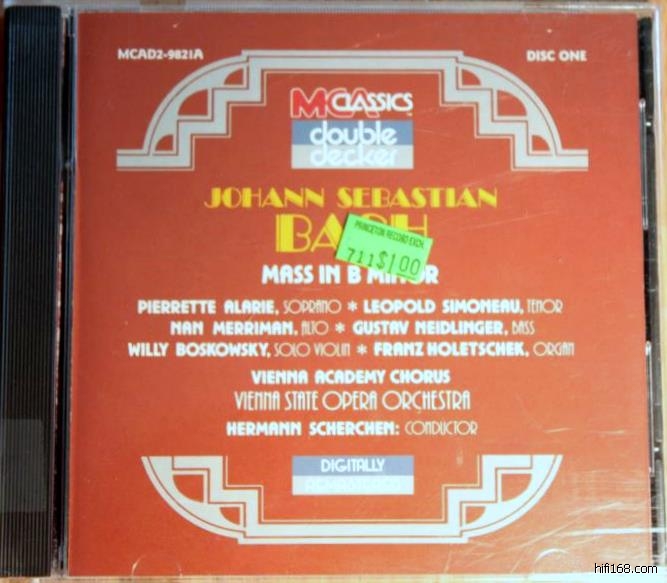 MCAD2-9821A
DISC ONE
MCA CLASSICS
double
decker
JOHANN SEBASTIAN
BACH
PRINCETON RECORD EXCH.
711 $1.00
MASS IN B MINOR
PIERRETTE ALARIE, SOPRANO * LEOPOLD SIMONEAU, TENOR
NAN MERRIMAN, ALTO * GUSTAV NEIDLINGER, BASS
WILLY BOSKOWSKY, SOLO VIOLIN * FRANZ HOLETSCHEK, ORGAN
VIENNA ACADEMY CHORUS
VIENNA STATE OPERA ORCHESTRA
HERMANN SCHERCHEN: CONDUCTOR
DIGITALLY
REMASTERED
hifi168.com